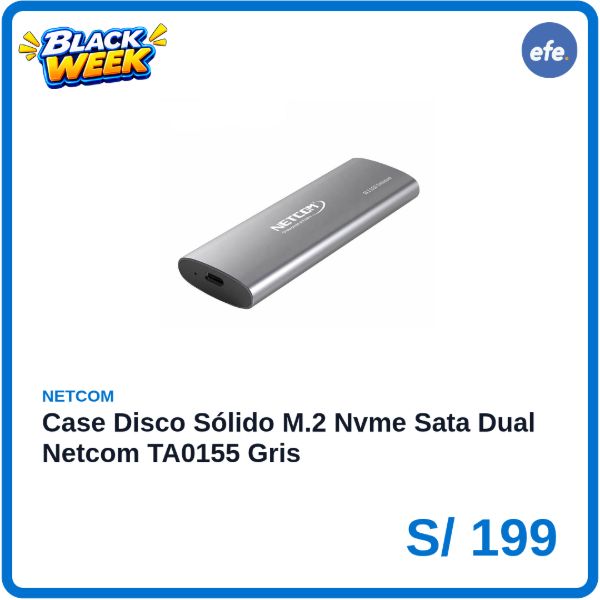 BLACK
WEEK
efe.
NETCOM
NETCOM
Case Disco Sólido M.2 Nvme Sata Dual
Netcom TA0155 Gris
S/ 199